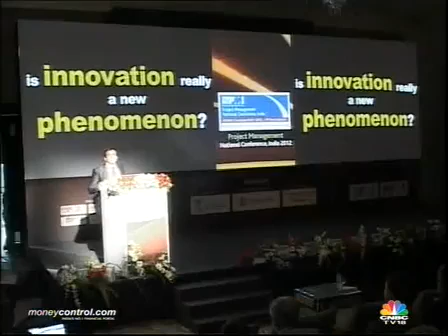 is innovation really
a new
phenomenon?
Project Management
National Conference, India 2012
is innovation really
a new
phenomenon?
moneycontrol.com
CNBC
TV18